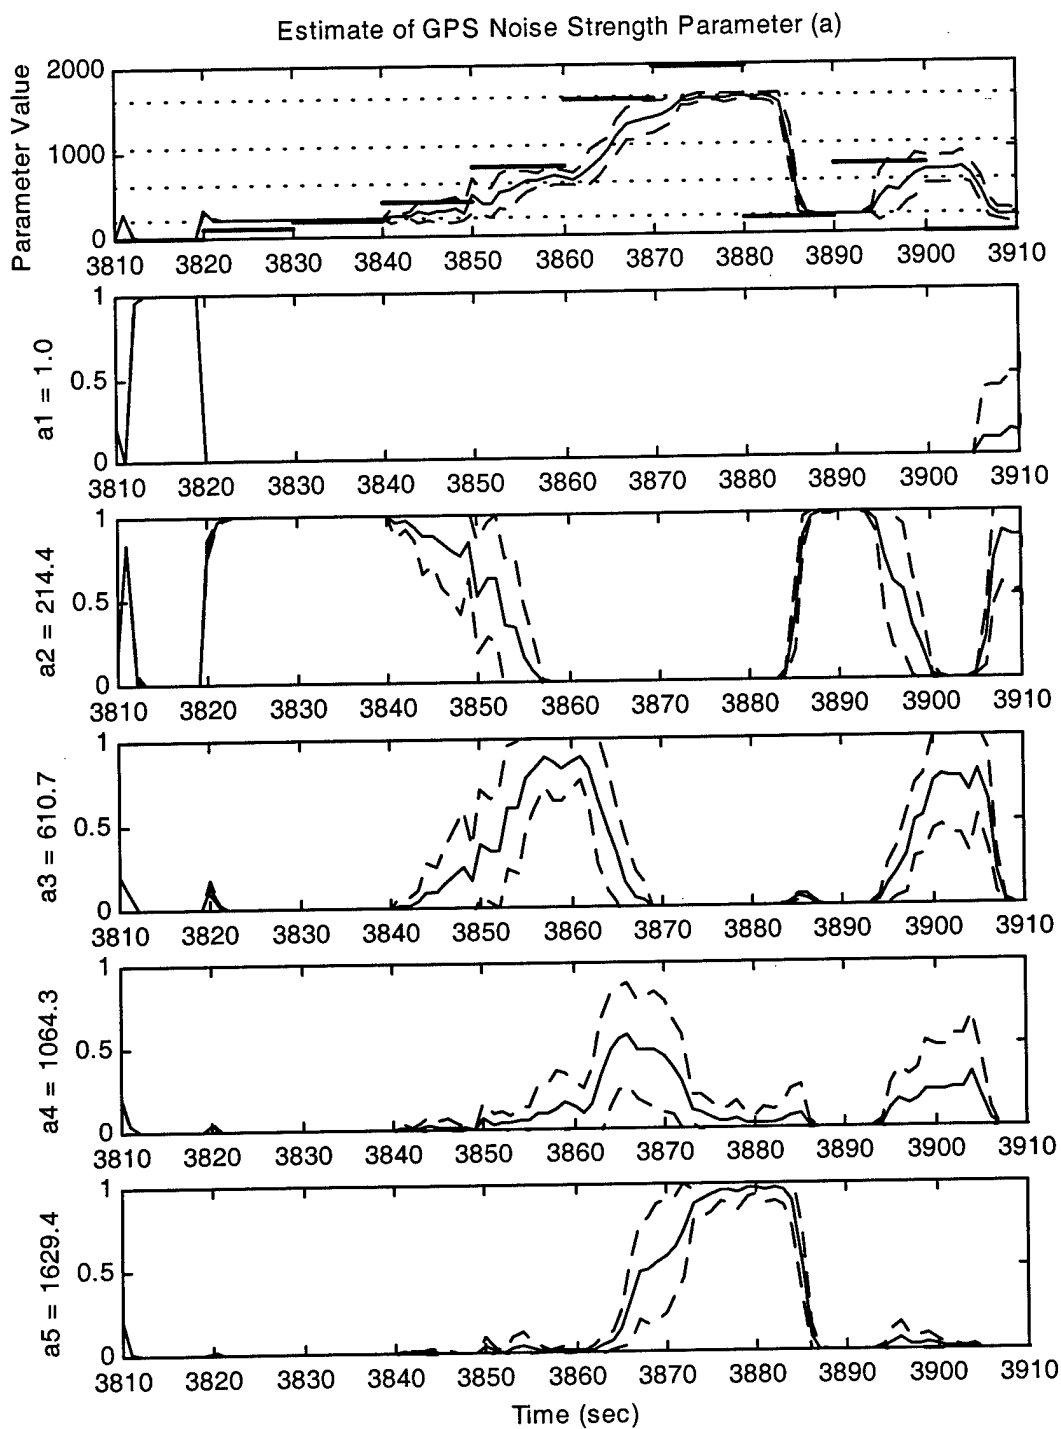 Estimate of GPS Noise Strength Parameter (a)
Parameter Value
2000
1000
0
3810 3820 3830 3840 3850 3860 3870 3880 3890 3900 3910
a1 = 1.0
1
0.5
0
3810 3820 3830 3840 3850 3860 3870 3880 3890 3900 3910
a2 = 214.4
1
0.5
0
3810 3820 3830 3840 3850 3860 3870 3880 3890 3900 3910
a3 = 610.7
1
0.5
0
3810 3820 3830 3840 3850 3860 3870 3880 3890 3900 3910
a4 = 1064.3
1
0.5
0
3810 3820 3830 3840 3850 3860 3870 3880 3890 3900 3910
a5 = 1629.4
1
0.5
0
3810 3820 3830 3840 3850 3860 3870 3880 3890 3900 3910
Time (sec)